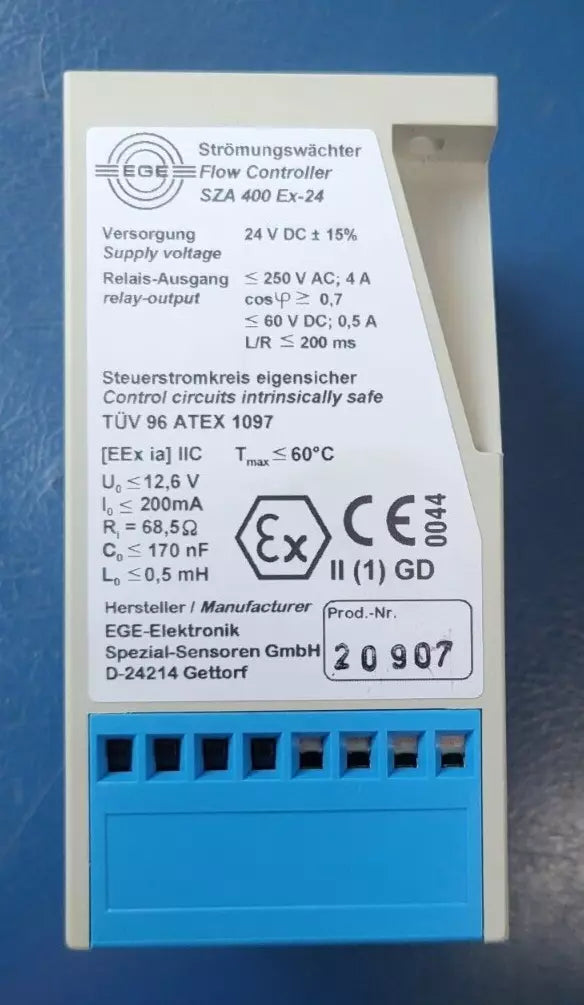 EGE
Strömungswächter
Flow Controller
SZA 400 Ex-24
Versorgung 24 V DC ± 15%
Supply voltage
Relais-Ausgang ≤ 250 V AC; 4 A
relay-output cosφ ≥ 0,7
≤ 60 V DC; 0,5 A
L/R ≤ 200 ms
Steuerstromkreis eigensicher
Control circuits intrinsically safe
TÜV 96 ATEX 1097
[EEx ia] IIC Tmax ≤ 60°C
U₀ ≤ 12,6 V
I₀ ≤ 200mA
Rᵢ = 68,5Ω
C₀ ≤ 170 nF
L₀ ≤ 0,5 mH
Ex CE 0044
II (1) GD
Hersteller / Manufacturer
EGE-Elektronik
Spezial-Sensoren GmbH
D-24214 Gettorf
Prod.-Nr.
20907